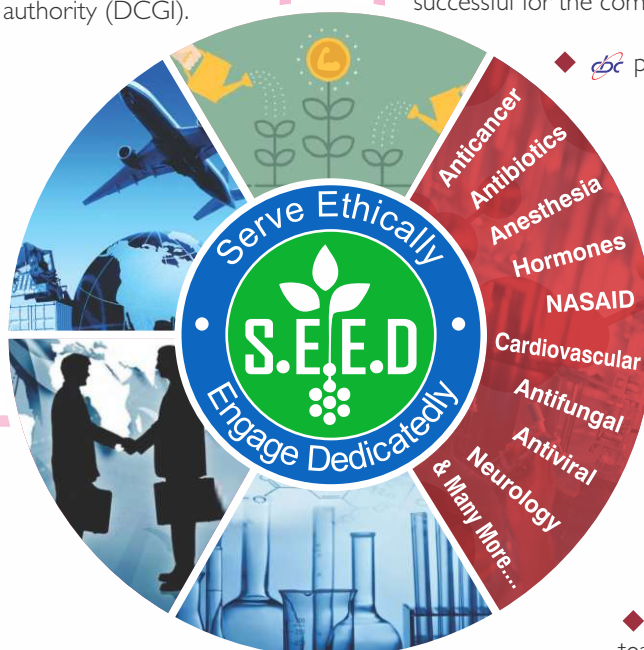 authority (DCGI).
successful for the com
cbc p
Anticancer
Antibiotics
Anesthesia
Hormones
NASAID
Cardiovascular
Antifungal
Antiviral
Neurology
& Many More....
Serve Ethically
S.E.E.D
Engage Dedicatedly